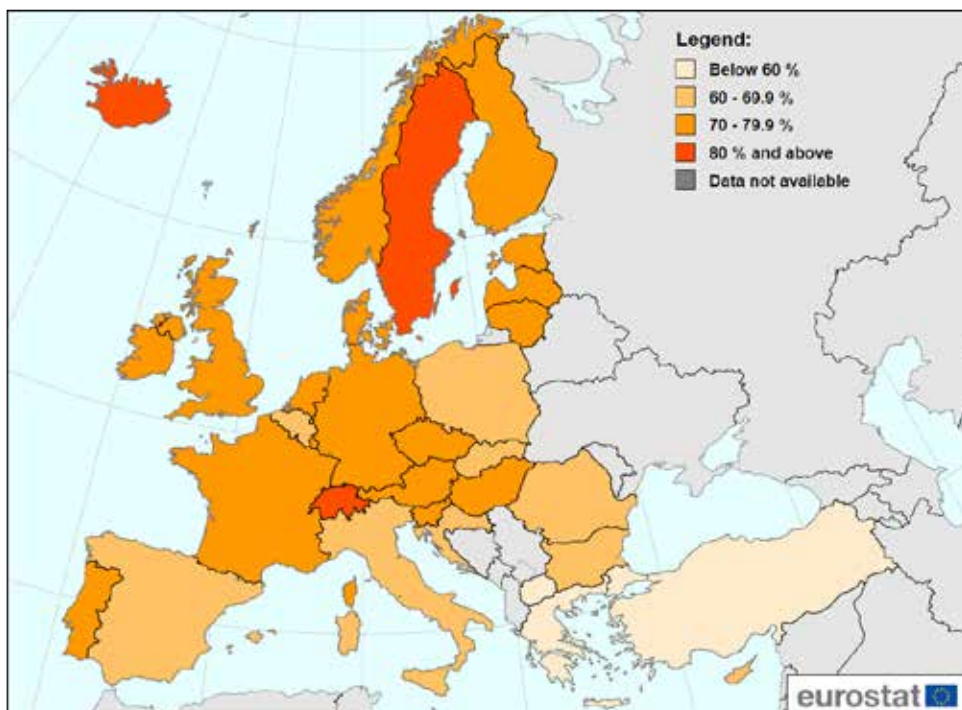 Legend:
Below 60 %
60 - 69.9 %
70 - 79.9 %
80 % and above
Data not available
eurostat